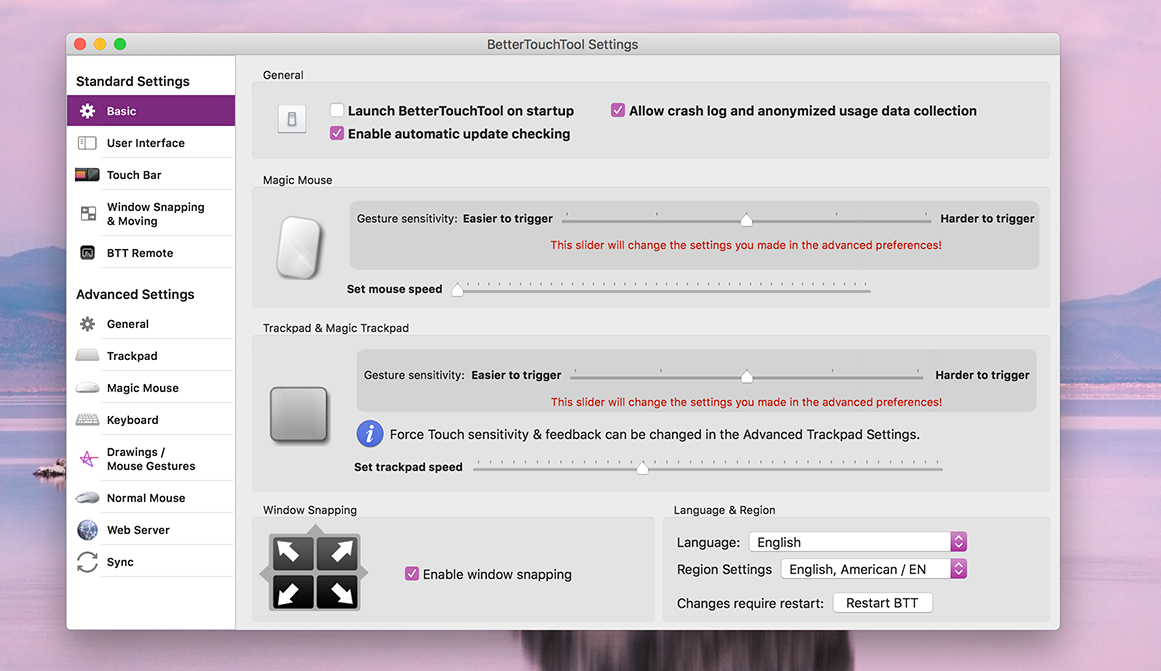 BetterTouchTool Settings
Standard Settings
Basic
User Interface
Touch Bar
Window Snapping
& Moving
BTT Remote
Advanced Settings
General
Trackpad
Magic Mouse
Keyboard
Drawings /
Mouse Gestures
Normal Mouse
Web Server
Sync
General
Launch BetterTouchTool on startup
Allow crash log and anonymized usage data collection
Enable automatic update checking
Magic Mouse
Gesture sensitivity: Easier to trigger Harder to trigger
This slider will change the settings you made in the advanced preferences!
Set mouse speed
Trackpad & Magic Trackpad
Gesture sensitivity: Easier to trigger Harder to trigger
This slider will change the settings you made in the advanced preferences!
i Force Touch sensitivity & feedback can be changed in the Advanced Trackpad Settings.
Set trackpad speed
Window Snapping
Enable window snapping
Language & Region
Language: English
Region Settings English, American / EN
Changes require restart: Restart BTT